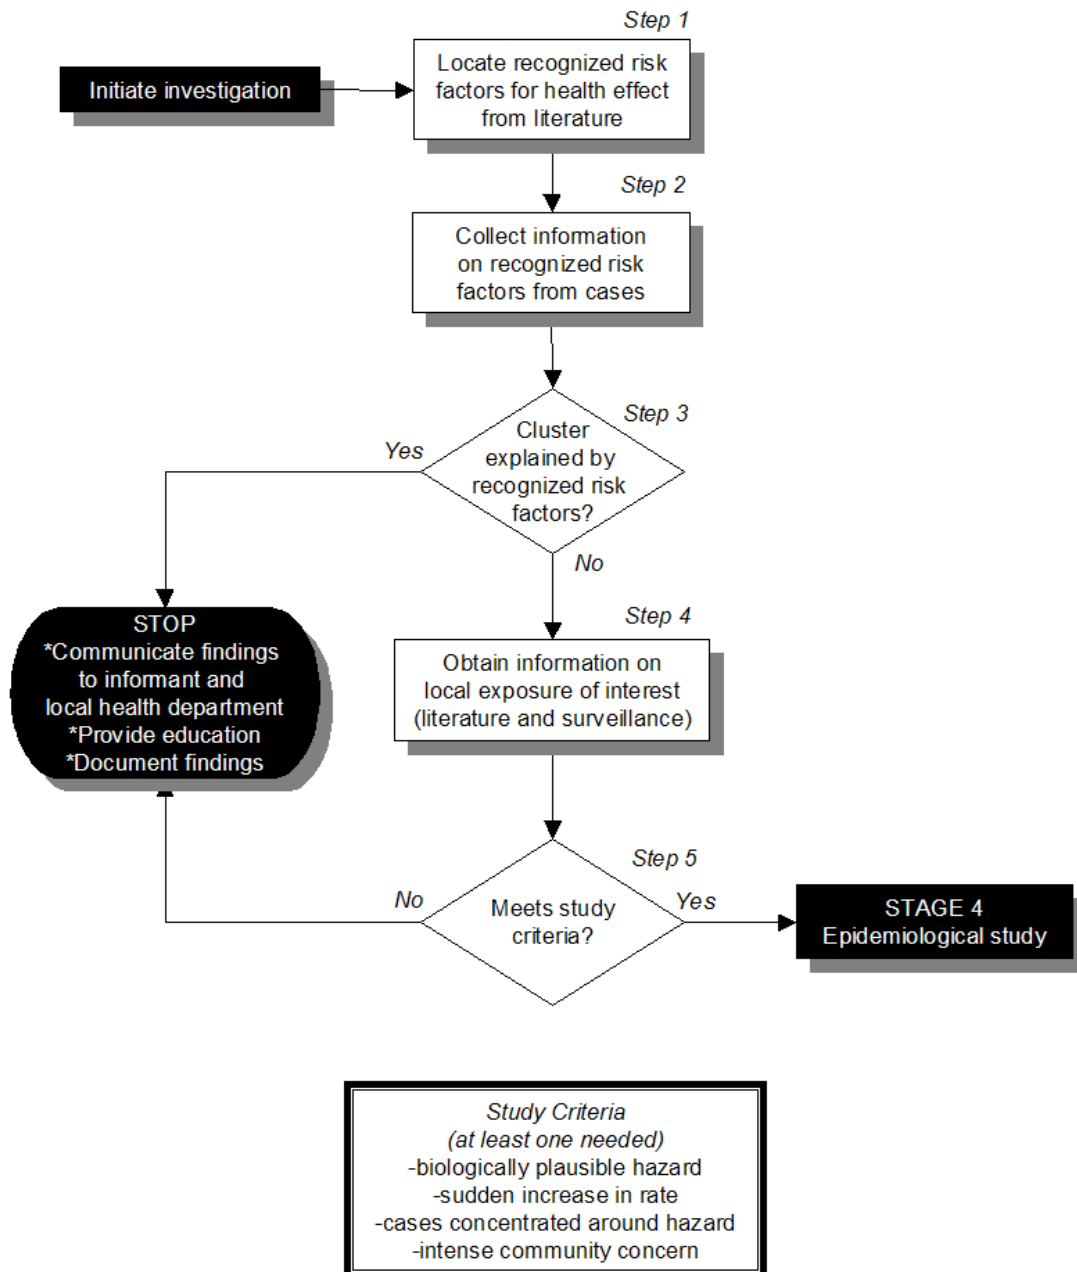 Step 1
Initiate investigation
Locate recognized risk
factors for health effect
from literature
Step 2
Collect information
on recognized risk
factors from cases
Step 3
Cluster
explained by
recognized risk
factors?
Yes
No
STOP
*Communicate findings
to informant and
local health department
*Provide education
*Document findings
Step 4
Obtain information on
local exposure of interest
(literature and surveillance)
Step 5
No
Meets study
criteria?
Yes
STAGE 4
Epidemiological study
Study Criteria
(at least one needed)
-biologically plausible hazard
-sudden increase in rate
-cases concentrated around hazard
-intense community concern